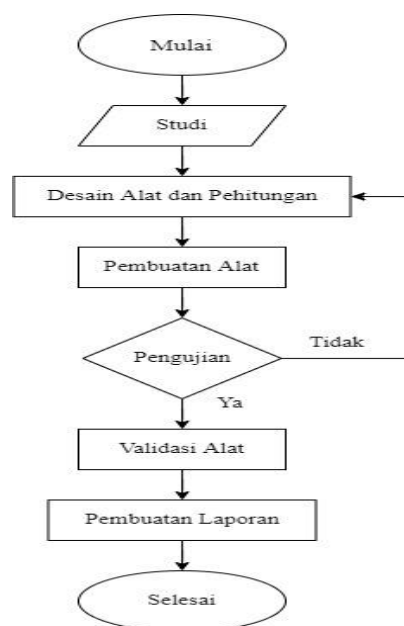 Mulai
Studi
Desain Alat dan Pehitungan
Pembuatan Alat
Pengujian
Tidak
Ya
Validasi Alat
Pembuatan Laporan
Selesai